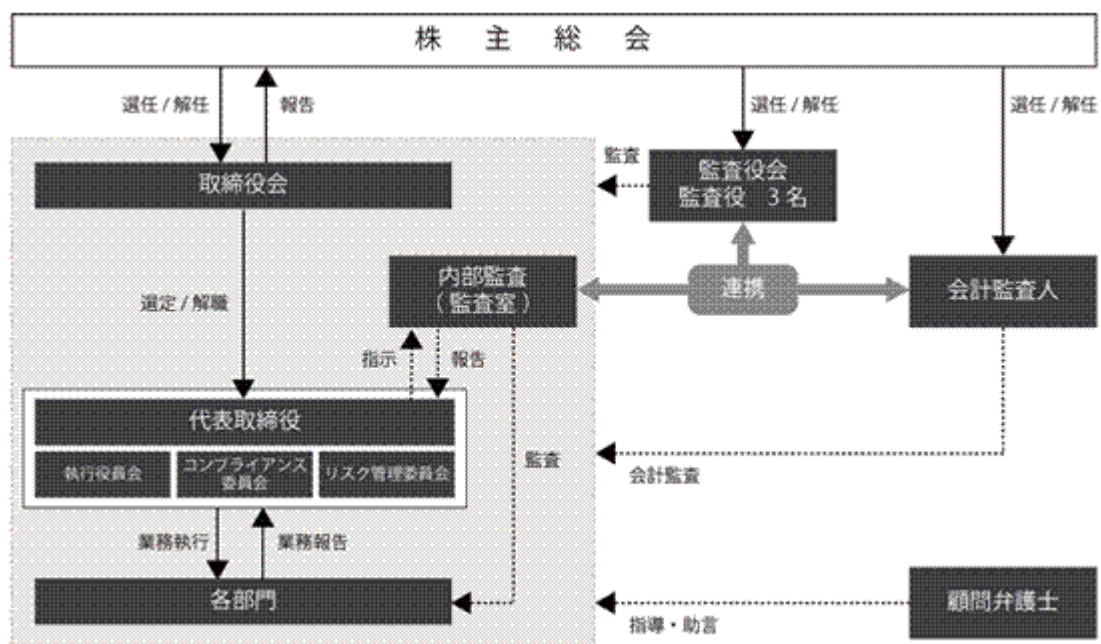 株主総会
選任 / 解任
報告
選任 / 解任
選任 / 解任
取締役会
監査
監査役会
監査役 3 名
内部監査
( 監査室 )
連携
会計監査人
選定 / 解職
指示
報告
代表取締役
執行役員会
コンプライアンス
委員会
リスク管理委員会
監査
会計監査
業務執行
業務報告
各部門
顧問弁護士
指導・助言